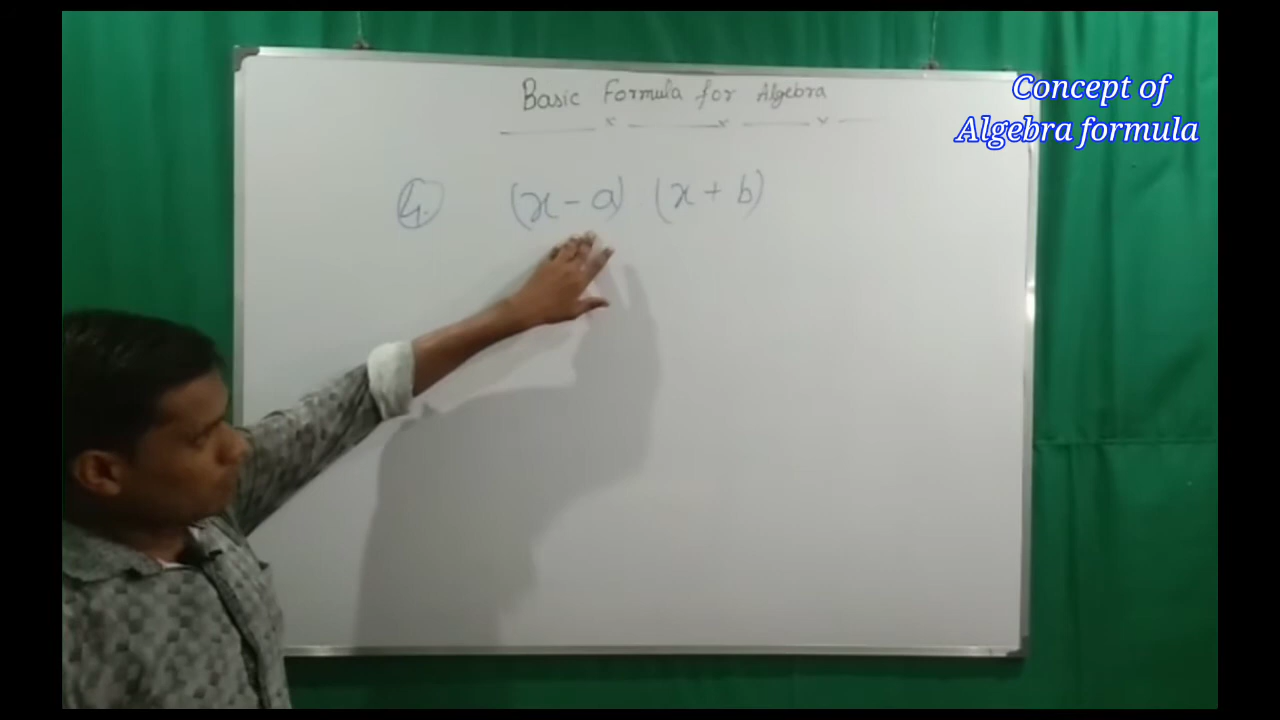 Basic Formula for Algebra
Concept of
Algebra formula
4. (x - a) (x + b)